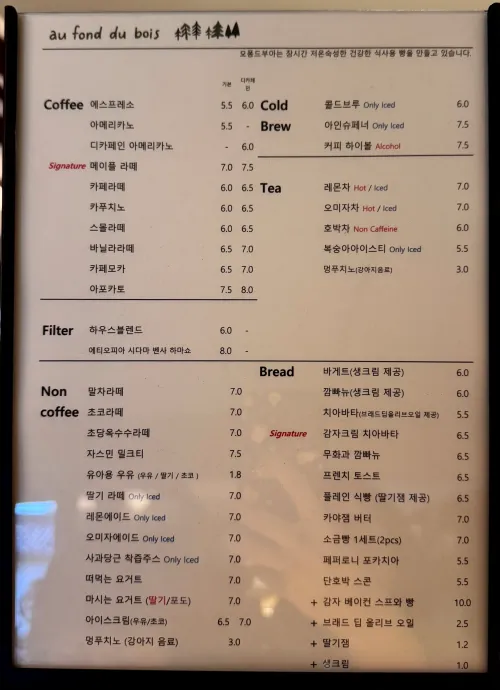 au fond du bois
오퐁드부아는 장시간 저온숙성한 건강한 식사용 빵을 만들고 있습니다.
기본 디카페인
Coffee 에스프레소 5.5 6.0
아메리카노 5.5 -
디카페인 아메리카노 - 6.0
Signature 메이플 라떼 7.0 7.5
카페라떼 6.0 6.5
카푸치노 6.0 6.5
스몰라떼 6.0 6.5
바닐라라떼 6.5 7.0
카페모카 6.5 7.0
아포카토 7.5 8.0
Cold Brew
콜드브루 Only Iced 6.0
아인슈페너 Only Iced 7.5
커피 하이볼 Alcohol 7.5
Tea 레몬차 Hot / Iced 7.0
오미자차 Hot / Iced 7.0
호박차 Non Caffeine 6.0
복숭아아이스티 Only Iced 5.5
멍푸치노(강아지음료) 3.0
Filter 하우스블렌드 6.0 -
에티오피아 시다마 벤사 하마쇼 8.0 -
Non coffee
말차라떼 7.0
초코라떼 7.0
초당옥수수라떼 7.0
자스민 밀크티 7.5
유아용 우유 (우유 / 딸기 / 초코 ) 1.8
딸기 라떼 Only Iced 7.0
레몬에이드 Only Iced 7.0
오미자에이드 Only Iced 7.0
사과당근 착즙주스 Only Iced 7.0
떠먹는 요거트 7.0
마시는 요거트 (딸기/포도) 7.0
아이스크림(우유/초코) 6.5 7.0
멍푸치노 (강아지 음료) 3.0
Bread 바게트(생크림 제공) 6.0
깜빠뉴(생크림 제공) 6.0
치아바타(브래드딥올리브오일 제공) 5.5
Signature 감자크림 치아바타 6.5
무화과 깜빠뉴 6.5
프렌치 토스트 6.5
플레인 식빵 (딸기잼 제공) 6.5
카야잼 버터 7.0
소금빵 1세트(2pcs) 7.0
페퍼로니 포카치아 5.5
단호박 스콘 5.5
+ 감자 베이컨 스프와 빵 10.0
+ 브래드 딥 올리브 오일 2.5
+ 딸기잼 1.2
+ 생크림 1.0